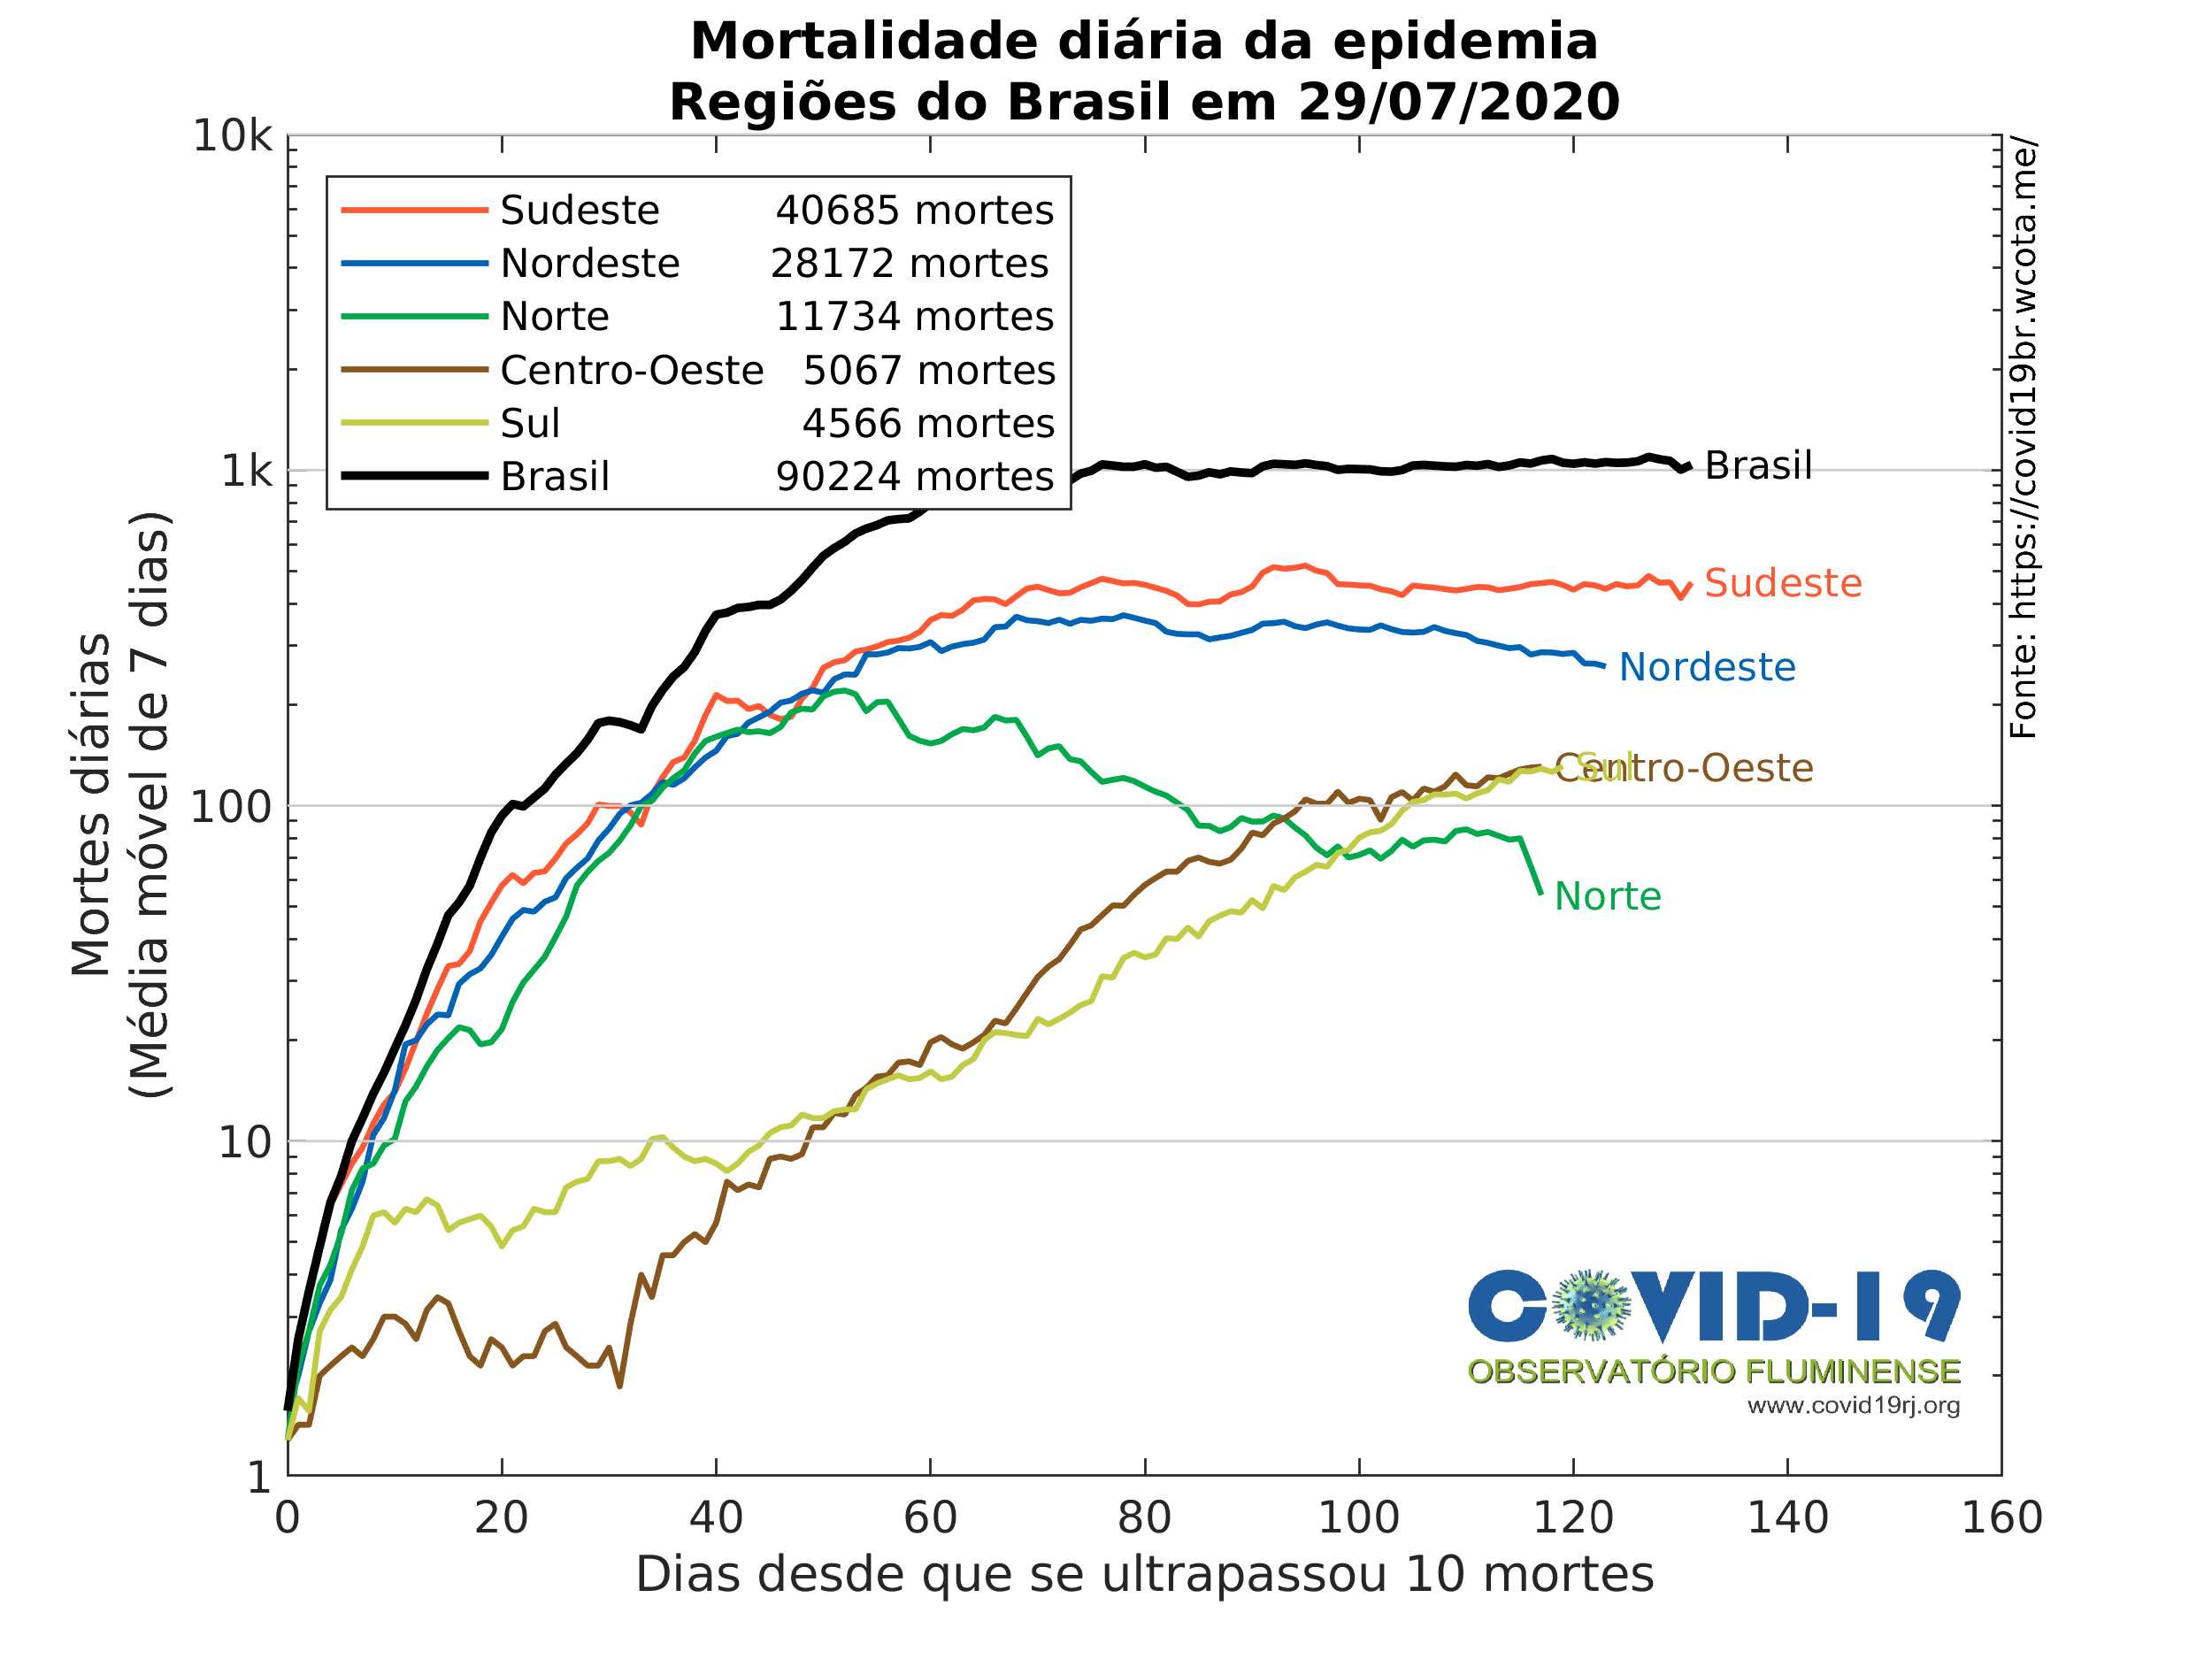 Mortalidade diária da epidemia
Regiões do Brasil em 29/07/2020
Mortes diárias
(Média móvel de 7 dias)
10k
1k
100
10
1
Sudeste 40685 mortes
Nordeste 28172 mortes
Norte 11734 mortes
Centro-Oeste 5067 mortes
Sul 4566 mortes
Brasil 90224 mortes
Brasil
Sudeste
Nordeste
Centro-Oeste
Sul
Norte
Fonte: https://covid19br.wcota.me/
COVID-19
OBSERVATÓRIO FLUMINENSE
www.covid19rj.org
0 20 40 60 80 100 120 140 160
Dias desde que se ultrapassou 10 mortes